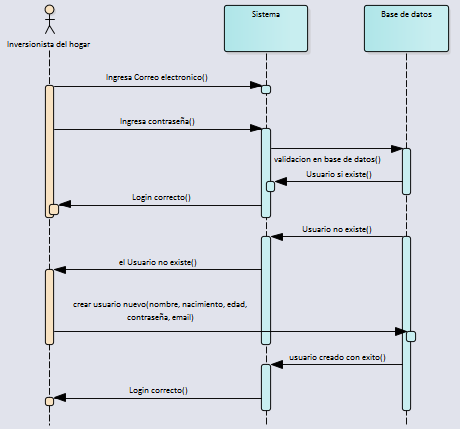 Sistema
Base de datos
Inversionista del hogar
Ingresa Correo electronico()
Ingresa contraseña()
validacion en base de datos()
Usuario si existe()
Login correcto()
Usuario no existe()
el Usuario no existe()
crear usuario nuevo(nombre, nacimiento, edad,
contraseña, email)
usuario creado con exito()
Login correcto()